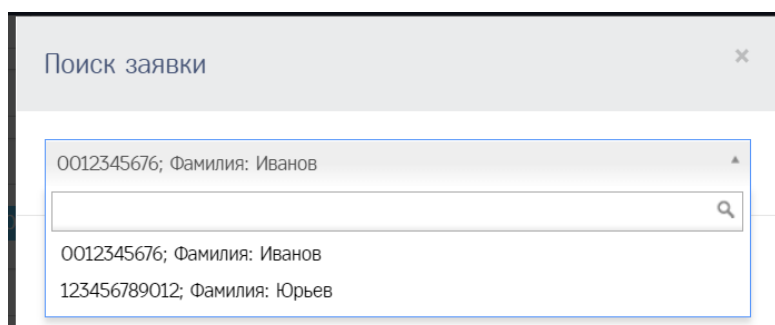 Поиск заявки
0012345676; Фамилия: Иванов
0012345676; Фамилия: Иванов
123456789012; Фамилия: Юрьев